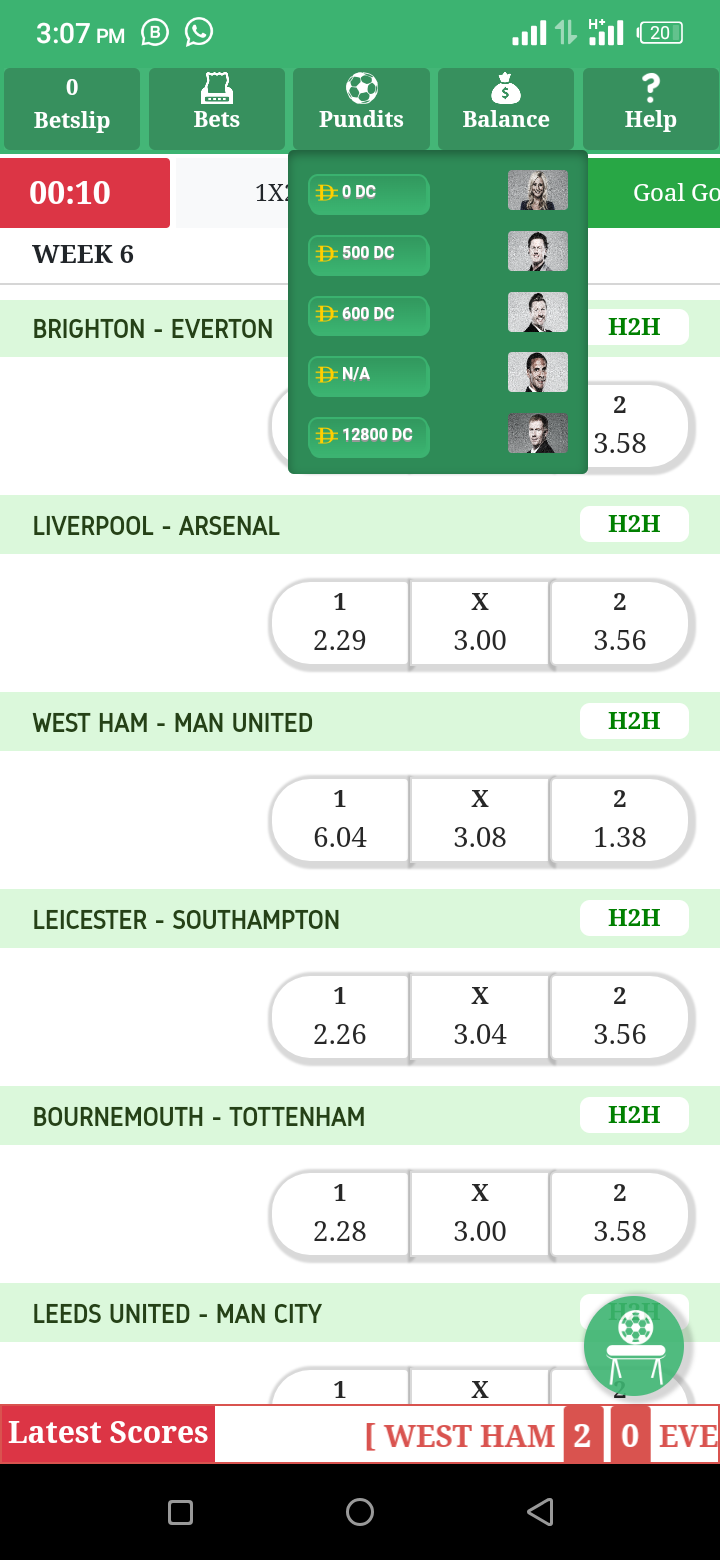 3:07 PM B H+ 20
0
Betslip Bets Pundits Balance Help
00:10 1X2 Goal Go
WEEK 6
0 DC
500 DC
600 DC
N/A
12800 DC
BRIGHTON - EVERTON H2H
2
3.58
LIVERPOOL - ARSENAL H2H
1 X 2
2.29 3.00 3.56
WEST HAM - MAN UNITED H2H
1 X 2
6.04 3.08 1.38
LEICESTER - SOUTHAMPTON H2H
1 X 2
2.26 3.04 3.56
BOURNEMOUTH - TOTTENHAM H2H
1 X 2
2.28 3.00 3.58
LEEDS UNITED - MAN CITY H2H
1 X 2
Latest Scores [ WEST HAM 2 0 EVE